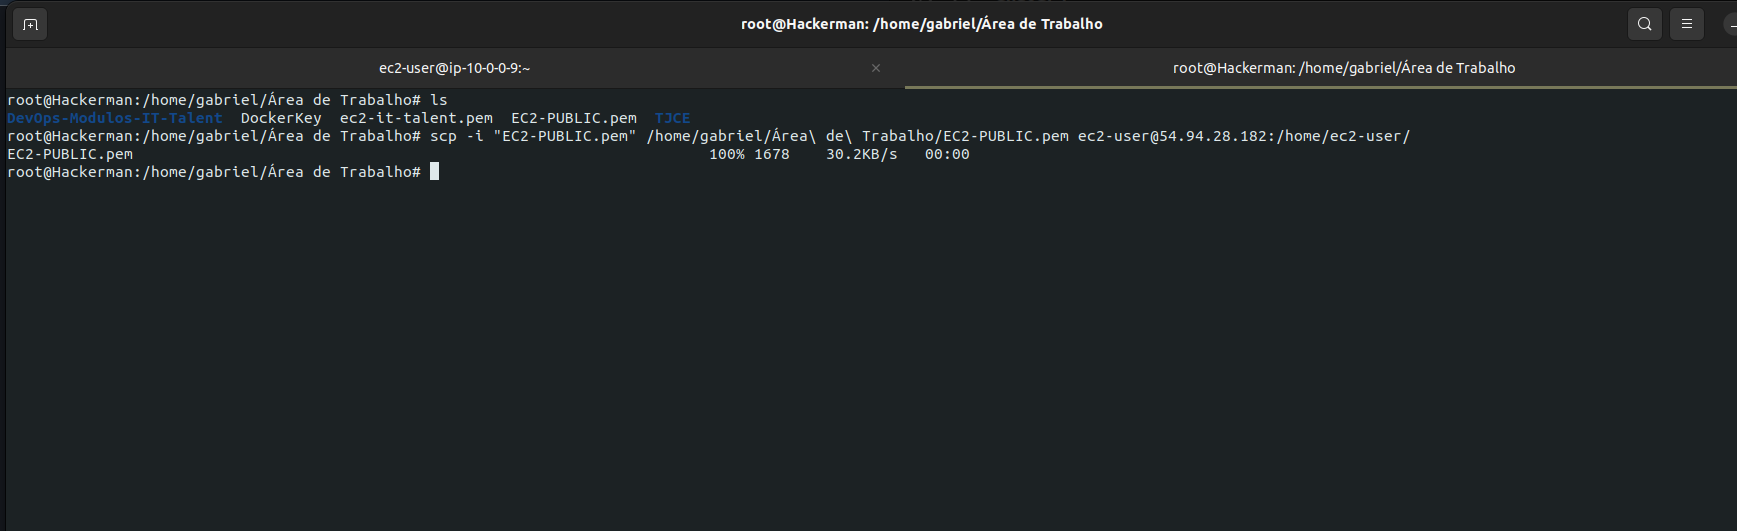 root@Hackerman: /home/gabriel/Área de Trabalho
ec2-user@ip-10-0-0-9:~
root@Hackerman: /home/gabriel/Área de Trabalho
root@Hackerman:/home/gabriel/Área de Trabalho# ls
DevOps-Modulos-IT-Talent  DockerKey  ec2-it-talent.pem  EC2-PUBLIC.pem  TJCE
root@Hackerman:/home/gabriel/Área de Trabalho# scp -i "EC2-PUBLIC.pem" /home/gabriel/Área\ de\ Trabalho/EC2-PUBLIC.pem ec2-user@54.94.28.182:/home/ec2-user/
EC2-PUBLIC.pem 100% 1678 30.2KB/s 00:00
root@Hackerman:/home/gabriel/Área de Trabalho#